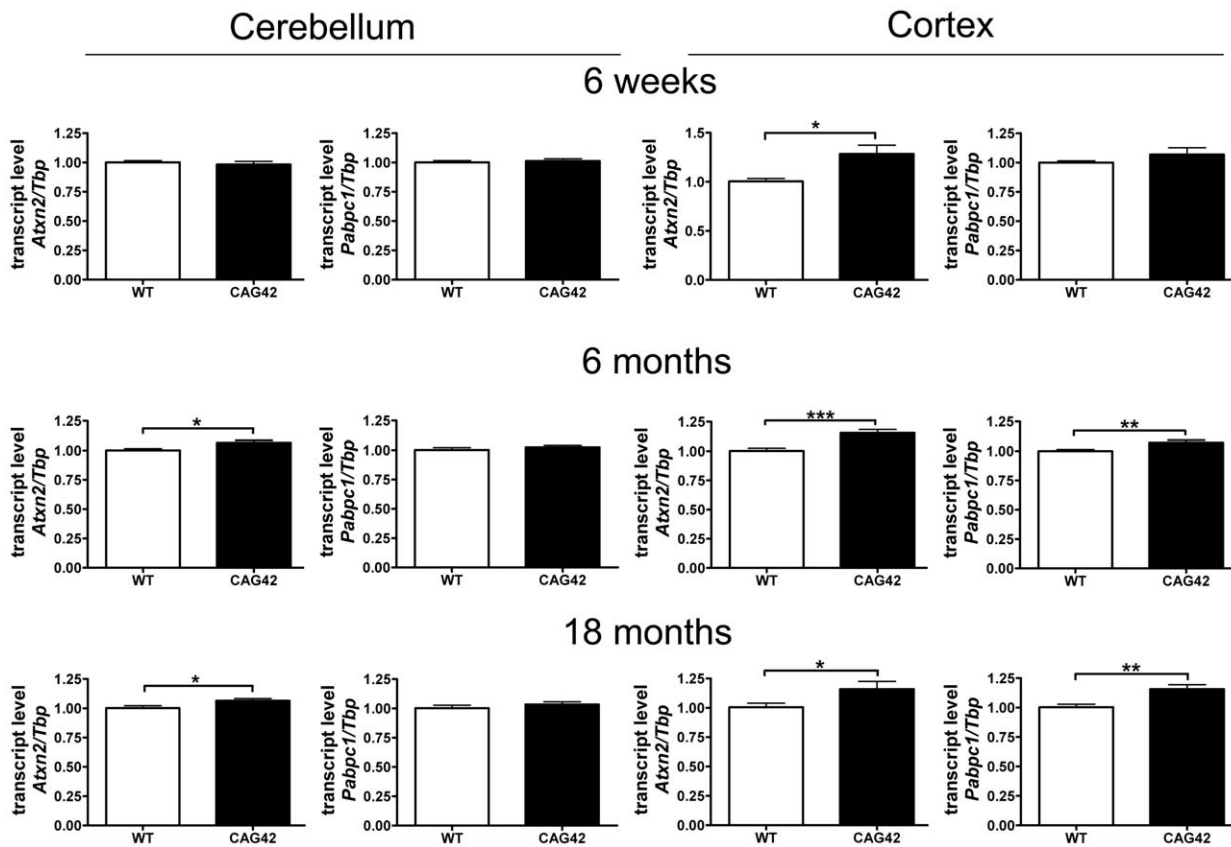 Cerebellum
Cortex
6 weeks
transcript level
Atxn2/Tbp
1.25
1.00
0.75
0.50
0.25
0.00
WT
CAG42
transcript level
Pabpc1/Tbp
1.25
1.00
0.75
0.50
0.25
0.00
WT
CAG42
transcript level
Atxn2/Tbp
1.5
1.0
0.5
0.0
*
WT
CAG42
transcript level
Pabpc1/Tbp
1.25
1.00
0.75
0.50
0.25
0.00
WT
CAG42
6 months
transcript level
Atxn2/Tbp
1.25
1.00
0.75
0.50
0.25
0.00
*
WT
CAG42
transcript level
Pabpc1/Tbp
1.25
1.00
0.75
0.50
0.25
0.00
WT
CAG42
transcript level
Atxn2/Tbp
1.25
1.00
0.75
0.50
0.25
0.00
***
WT
CAG42
transcript level
Pabpc1/Tbp
1.25
1.00
0.75
0.50
0.25
0.00
**
WT
CAG42
18 months
transcript level
Atxn2/Tbp
1.25
1.00
0.75
0.50
0.25
0.00
*
WT
CAG42
transcript level
Pabpc1/Tbp
1.25
1.00
0.75
0.50
0.25
0.00
WT
CAG42
transcript level
Atxn2/Tbp
1.25
1.00
0.75
0.50
0.25
0.00
*
WT
CAG42
transcript level
Pabpc1/Tbp
1.25
1.00
0.75
0.50
0.25
0.00
**
WT
CAG42